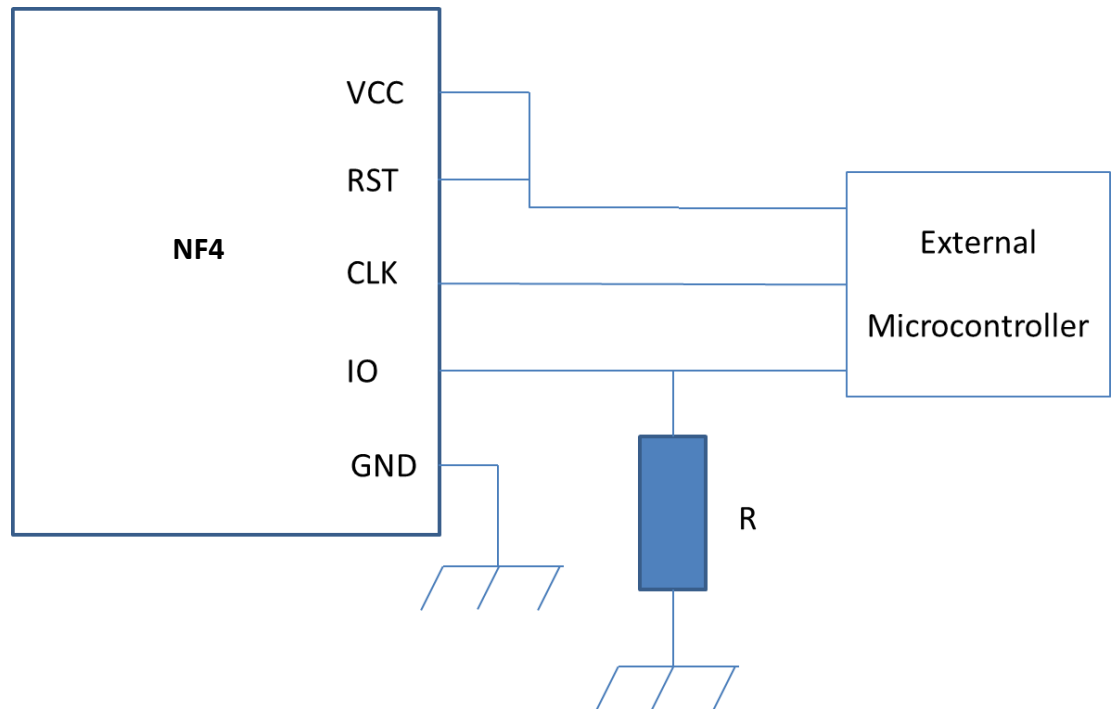 VCC
RST
NF4
CLK
IO
GND
External
Microcontroller
R